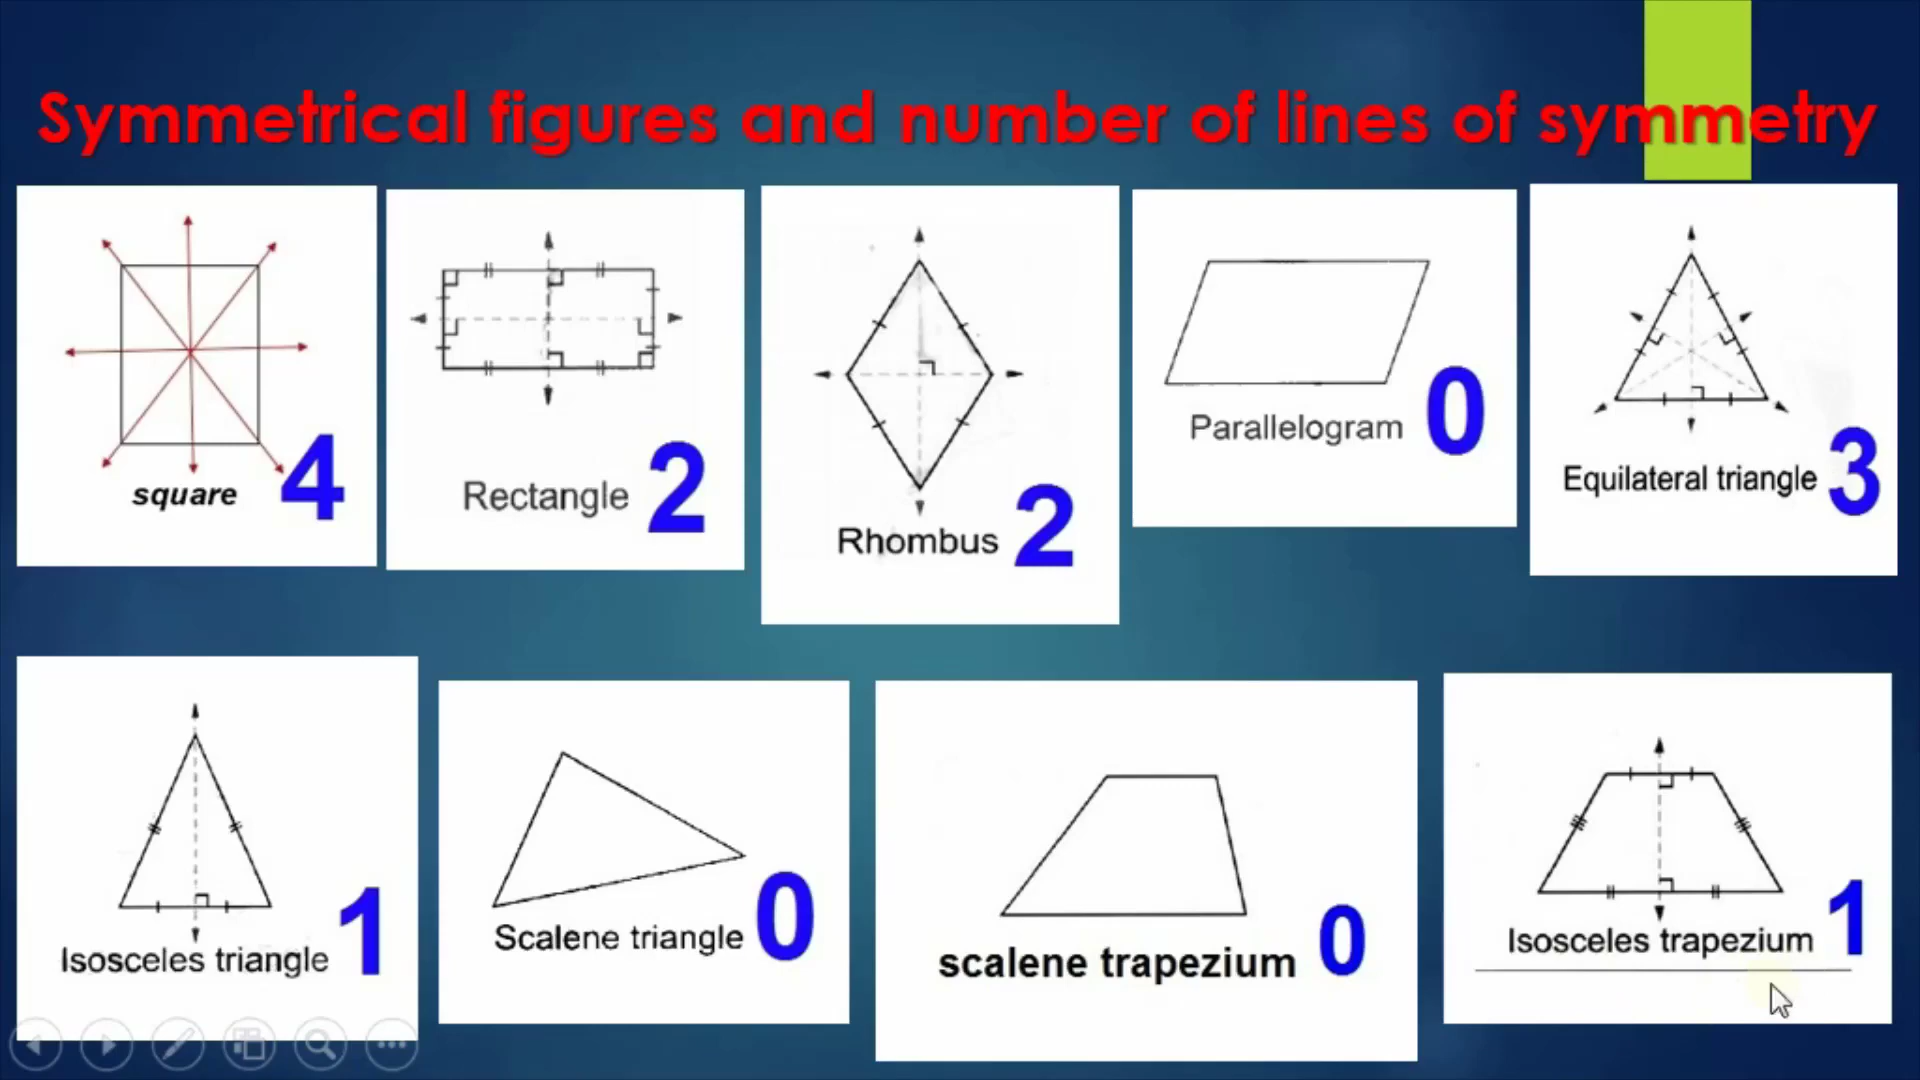 Symmetrical figures and number of lines of symmetry
square 4
Rectangle 2
Rhombus 2
Parallelogram 0
Equilateral triangle 3
Isosceles triangle 1
Scalene triangle 0
scalene trapezium 0
Isosceles trapezium 1